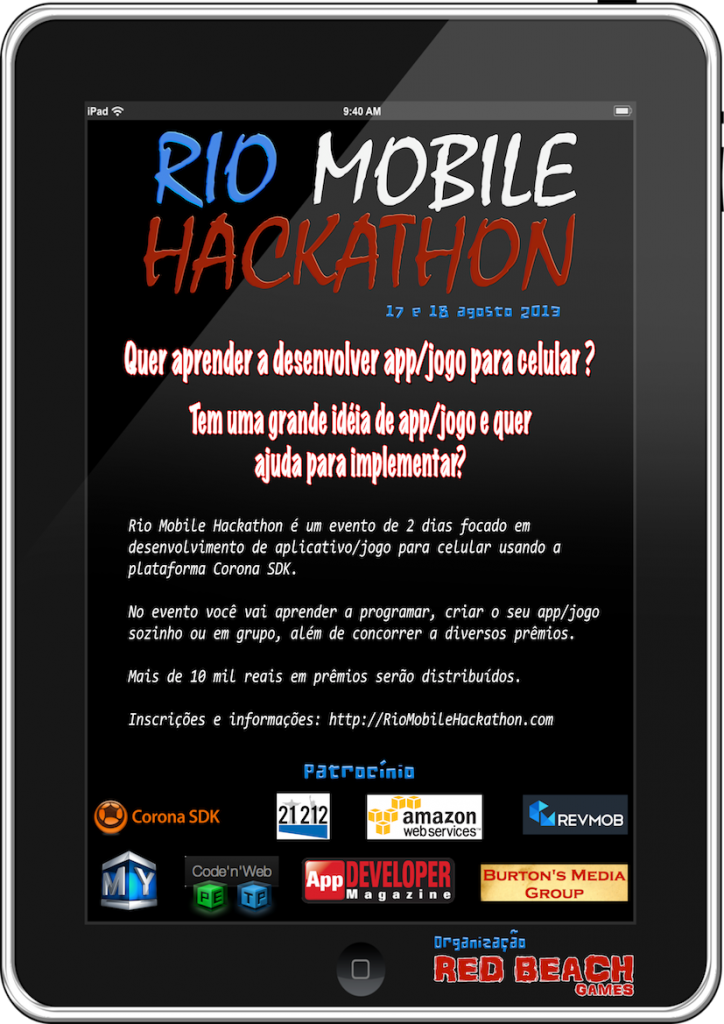 iPad 9:40 AM
RIO MOBILE
HACKATHON
17 e 18 agosto 2013
Quer aprender a desenvolver app/jogo para celular ?
Tem uma grande idéia de app/jogo e quer
ajuda para implementar?
Rio Mobile Hackathon é um evento de 2 dias focado em
desenvolvimento de aplicativo/jogo para celular usando a
plataforma Corona SDK.
No evento você vai aprender a programar, criar o seu app/jogo
sozinho ou em grupo, além de concorrer a diversos prêmios.
Mais de 10 mil reais em prêmios serão distribuídos.
Inscrições e informações: http://RioMobileHackathon.com
Patrocínio
Corona SDK
21212
amazon
web services™
REVMOB
MY
Code'n'Web
PE TP
App DEVELOPER
Magazine
BURTON'S MEDIA
GROUP
Organização
RED BEACH
GAMES